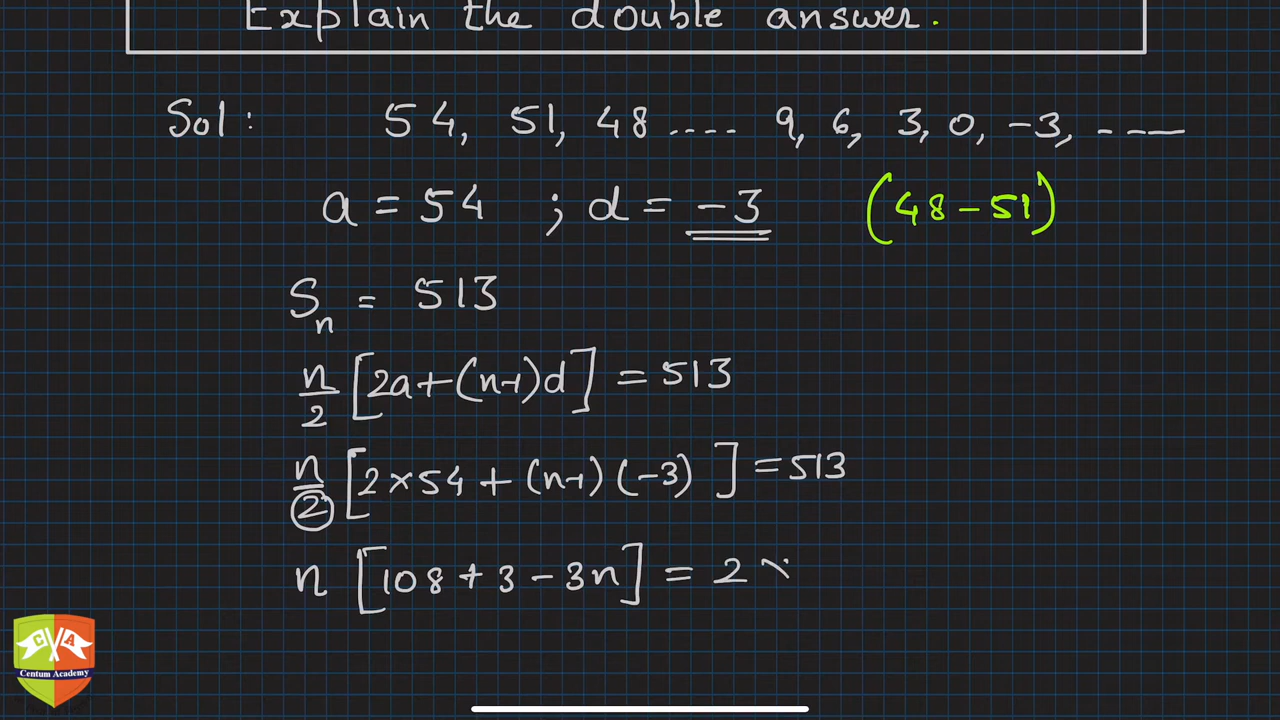 Explain the double answer.
Sol : 54, 51, 48 .... 9, 6, 3, 0, -3, ----
a = 54 ; d = -3 (48 - 51)
Sn = 513
n/2 [2a + (n-1)d] = 513
n/2 [2 × 54 + (n-1) (-3)] = 513
n [108 + 3 - 3n] = 2 ×
C A
Centum Academy